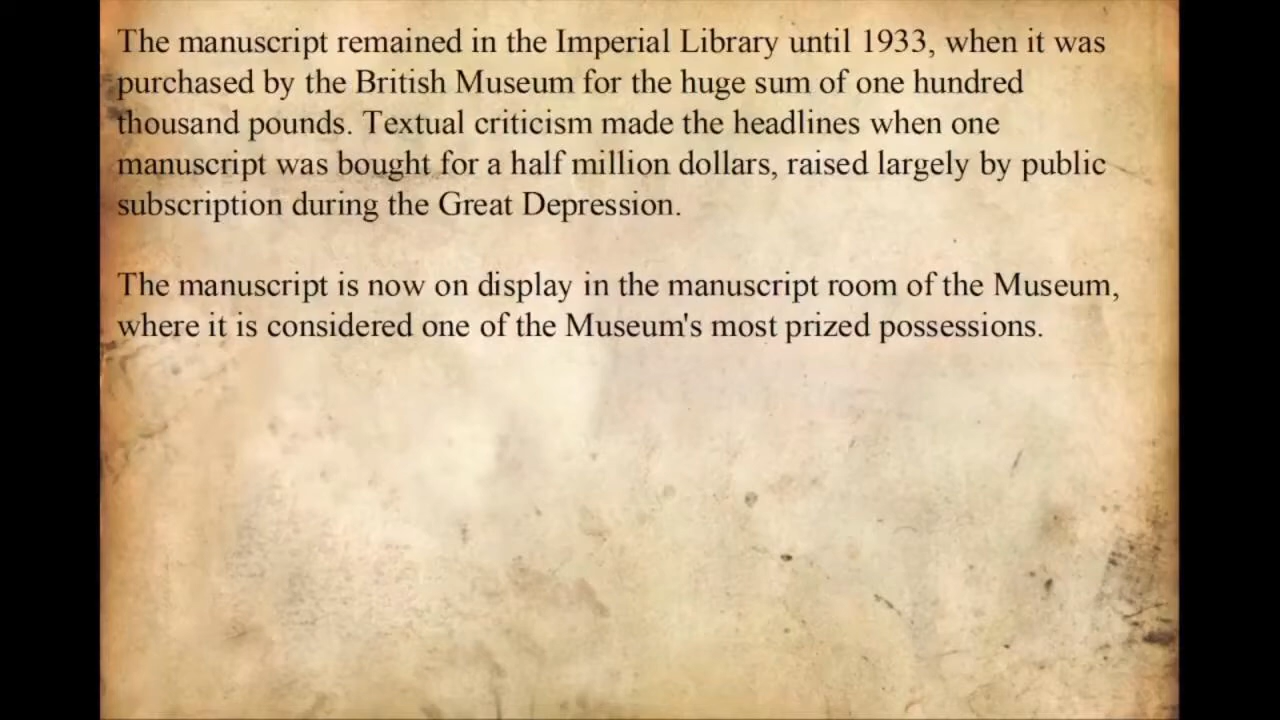 The manuscript remained in the Imperial Library until 1933, when it was
purchased by the British Museum for the huge sum of one hundred
thousand pounds. Textual criticism made the headlines when one
manuscript was bought for a half million dollars, raised largely by public
subscription during the Great Depression.
The manuscript is now on display in the manuscript room of the Museum,
where it is considered one of the Museum's most prized possessions.